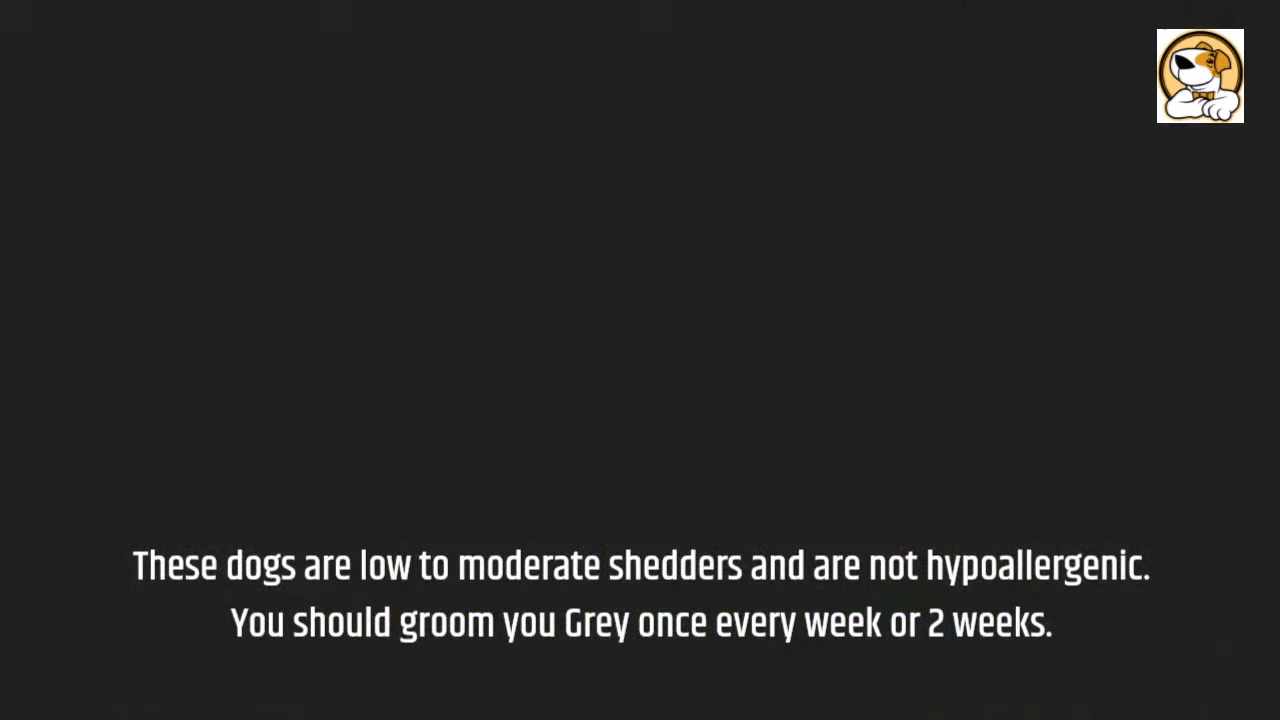 These dogs are low to moderate shedders and are not hypoallergenic.
You should groom you Grey once every week or 2 weeks.